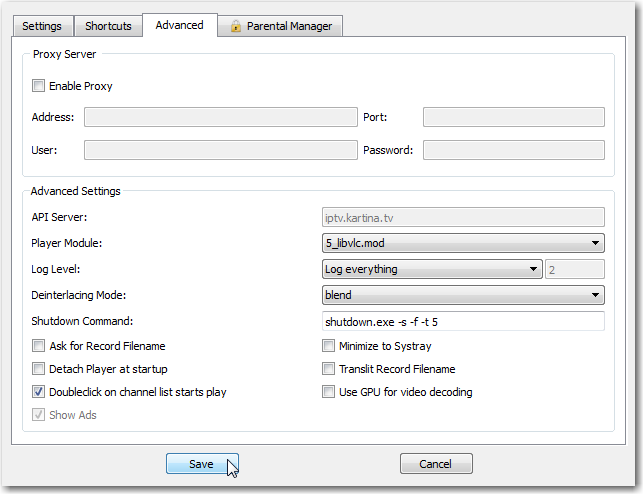 Settings Shortcuts Advanced Parental Manager
Proxy Server
Enable Proxy
Address: Port:
User: Password:
Advanced Settings
API Server: iptv.kartina.tv
Player Module: 5_libvlc.mod
Log Level: Log everything 2
Deinterlacing Mode: blend
Shutdown Command: shutdown.exe -s -f -t 5
Ask for Record Filename Minimize to Systray
Detach Player at startup Translit Record Filename
Doubleclick on channel list starts play Use GPU for video decoding
Show Ads
Save Cancel